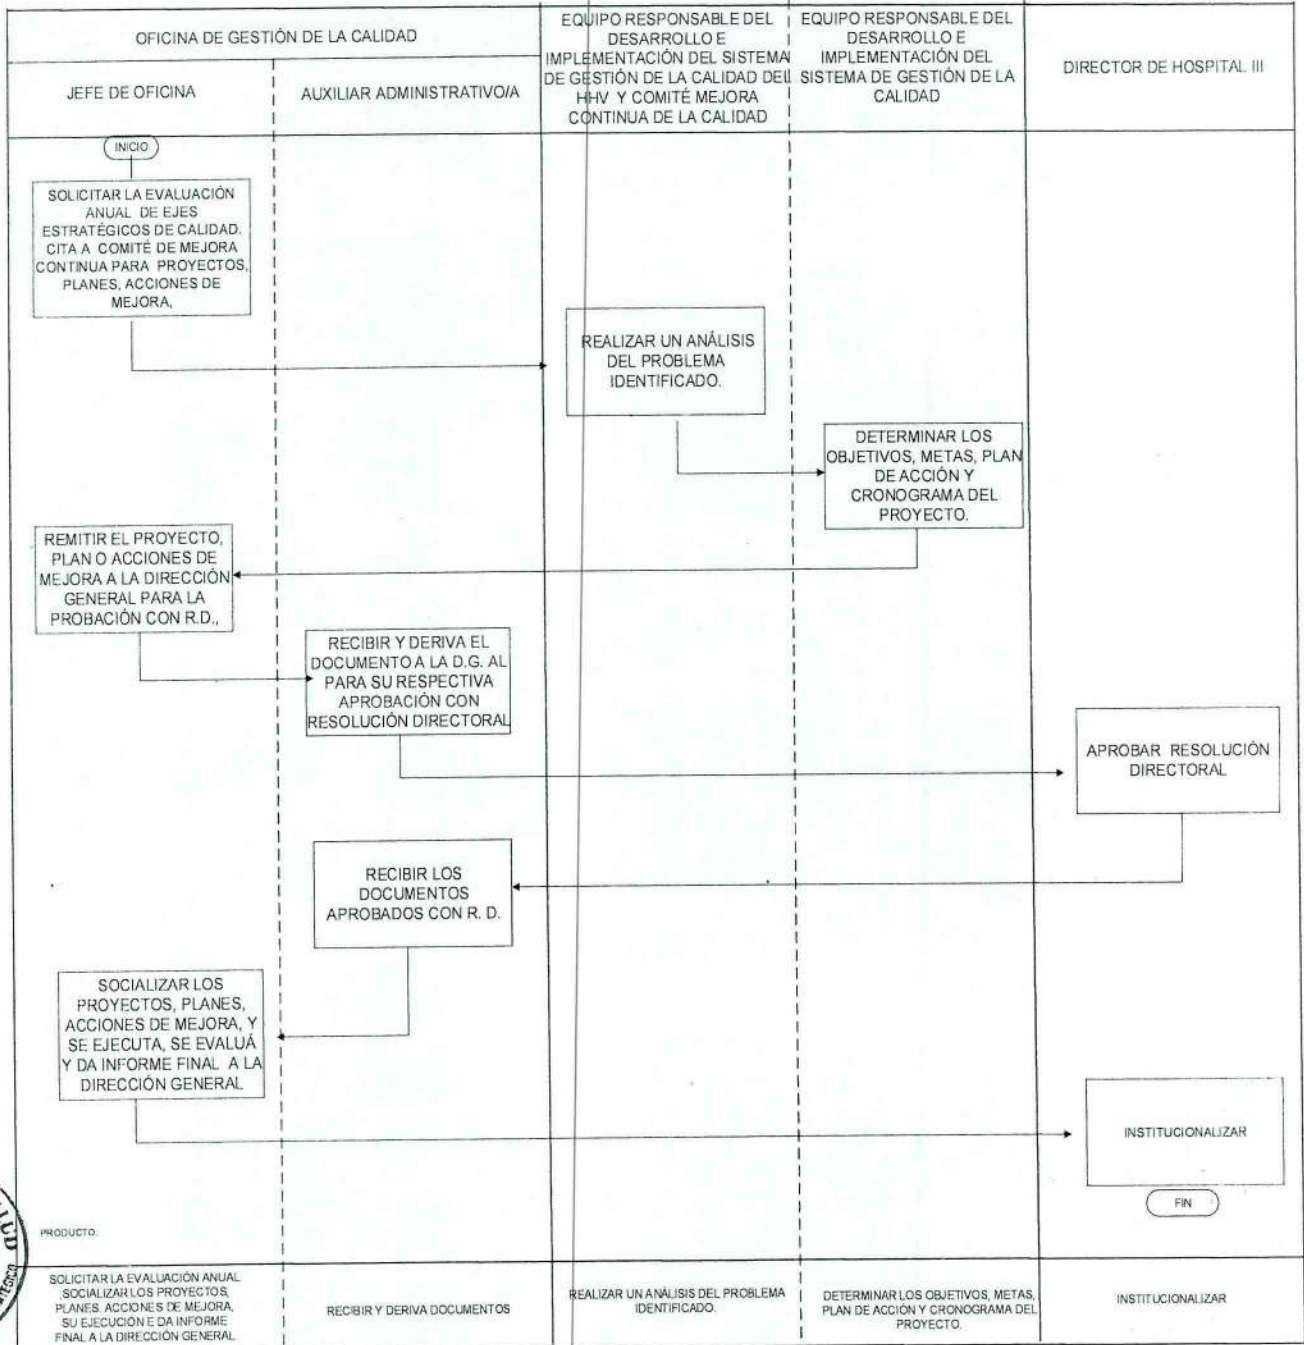 OFICINA DE GESTIÓN DE LA CALIDAD
JEFE DE OFICINA
AUXILIAR ADMINISTRATIVO/A
EQUIPO RESPONSABLE DEL
DESARROLLO E
IMPLEMENTACIÓN DEL SISTEMA
DE GESTIÓN DE LA CALIDAD DEL
HHV Y COMITÉ MEJORA
CONTINUA DE LA CALIDAD
EQUIPO RESPONSABLE DEL
DESARROLLO E
IMPLEMENTACIÓN DEL
SISTEMA DE GESTIÓN DE LA
CALIDAD
DIRECTOR DE HOSPITAL III
INICIO
SOLICITAR LA EVALUACIÓN
ANUAL DE EJES
ESTRATÉGICOS DE CALIDAD.
CITA A COMITÉ DE MEJORA
CONTINUA PARA PROYECTOS,
PLANES, ACCIONES DE
MEJORA,
REALIZAR UN ANÁLISIS
DEL PROBLEMA
IDENTIFICADO.
DETERMINAR LOS
OBJETIVOS, METAS, PLAN
DE ACCIÓN Y
CRONOGRAMA DEL
PROYECTO.
REMITIR EL PROYECTO,
PLAN O ACCIONES DE
MEJORA A LA DIRECCIÓN
GENERAL PARA LA
PROBACIÓN CON R.D.,
RECIBIR Y DERIVA EL
DOCUMENTO A LA D.G. AL
PARA SU RESPECTIVA
APROBACIÓN CON
RESOLUCIÓN DIRECTORAL
APROBAR RESOLUCIÓN
DIRECTORAL
RECIBIR LOS
DOCUMENTOS
APROBADOS CON R. D.
SOCIALIZAR LOS
PROYECTOS, PLANES,
ACCIONES DE MEJORA, Y
SE EJECUTA, SE EVALUÁ
Y DA INFORME FINAL A LA
DIRECCIÓN GENERAL
INSTITUCIONALIZAR
FIN
PRODUCTO:
SOLICITAR LA EVALUACIÓN ANUAL
,SOCIALIZAR LOS PROYECTOS,
PLANES, ACCIONES DE MEJORA,
SU EJECUCIÓN E DA INFORME
FINAL A LA DIRECCIÓN GENERAL
RECIBIR Y DERIVA DOCUMENTOS
REALIZAR UN ANÁLISIS DEL PROBLEMA
IDENTIFICADO.
DETERMINAR LOS OBJETIVOS, METAS,
PLAN DE ACCIÓN Y CRONOGRAMA DEL
PROYECTO.
INSTITUCIONALIZAR